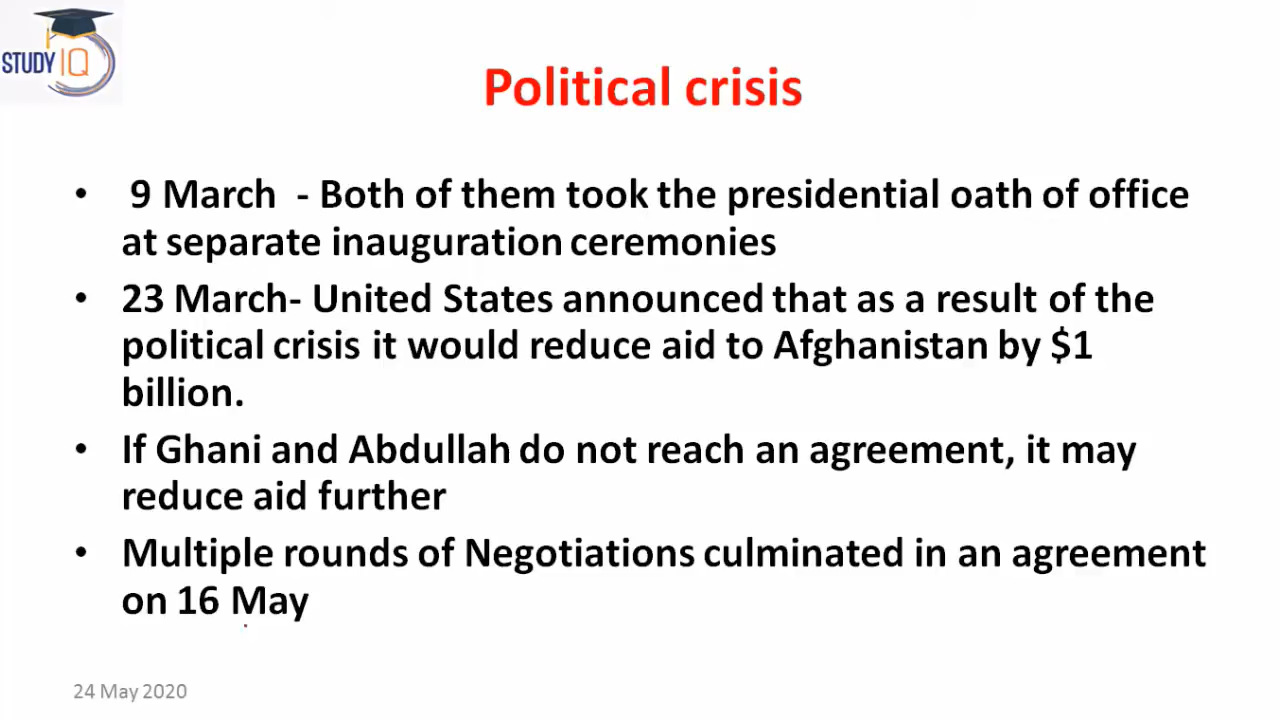 STUDY IQ
Political crisis
• 9 March - Both of them took the presidential oath of office
at separate inauguration ceremonies
• 23 March- United States announced that as a result of the
political crisis it would reduce aid to Afghanistan by $1
billion.
• If Ghani and Abdullah do not reach an agreement, it may
reduce aid further
• Multiple rounds of Negotiations culminated in an agreement
on 16 May
24 May 2020